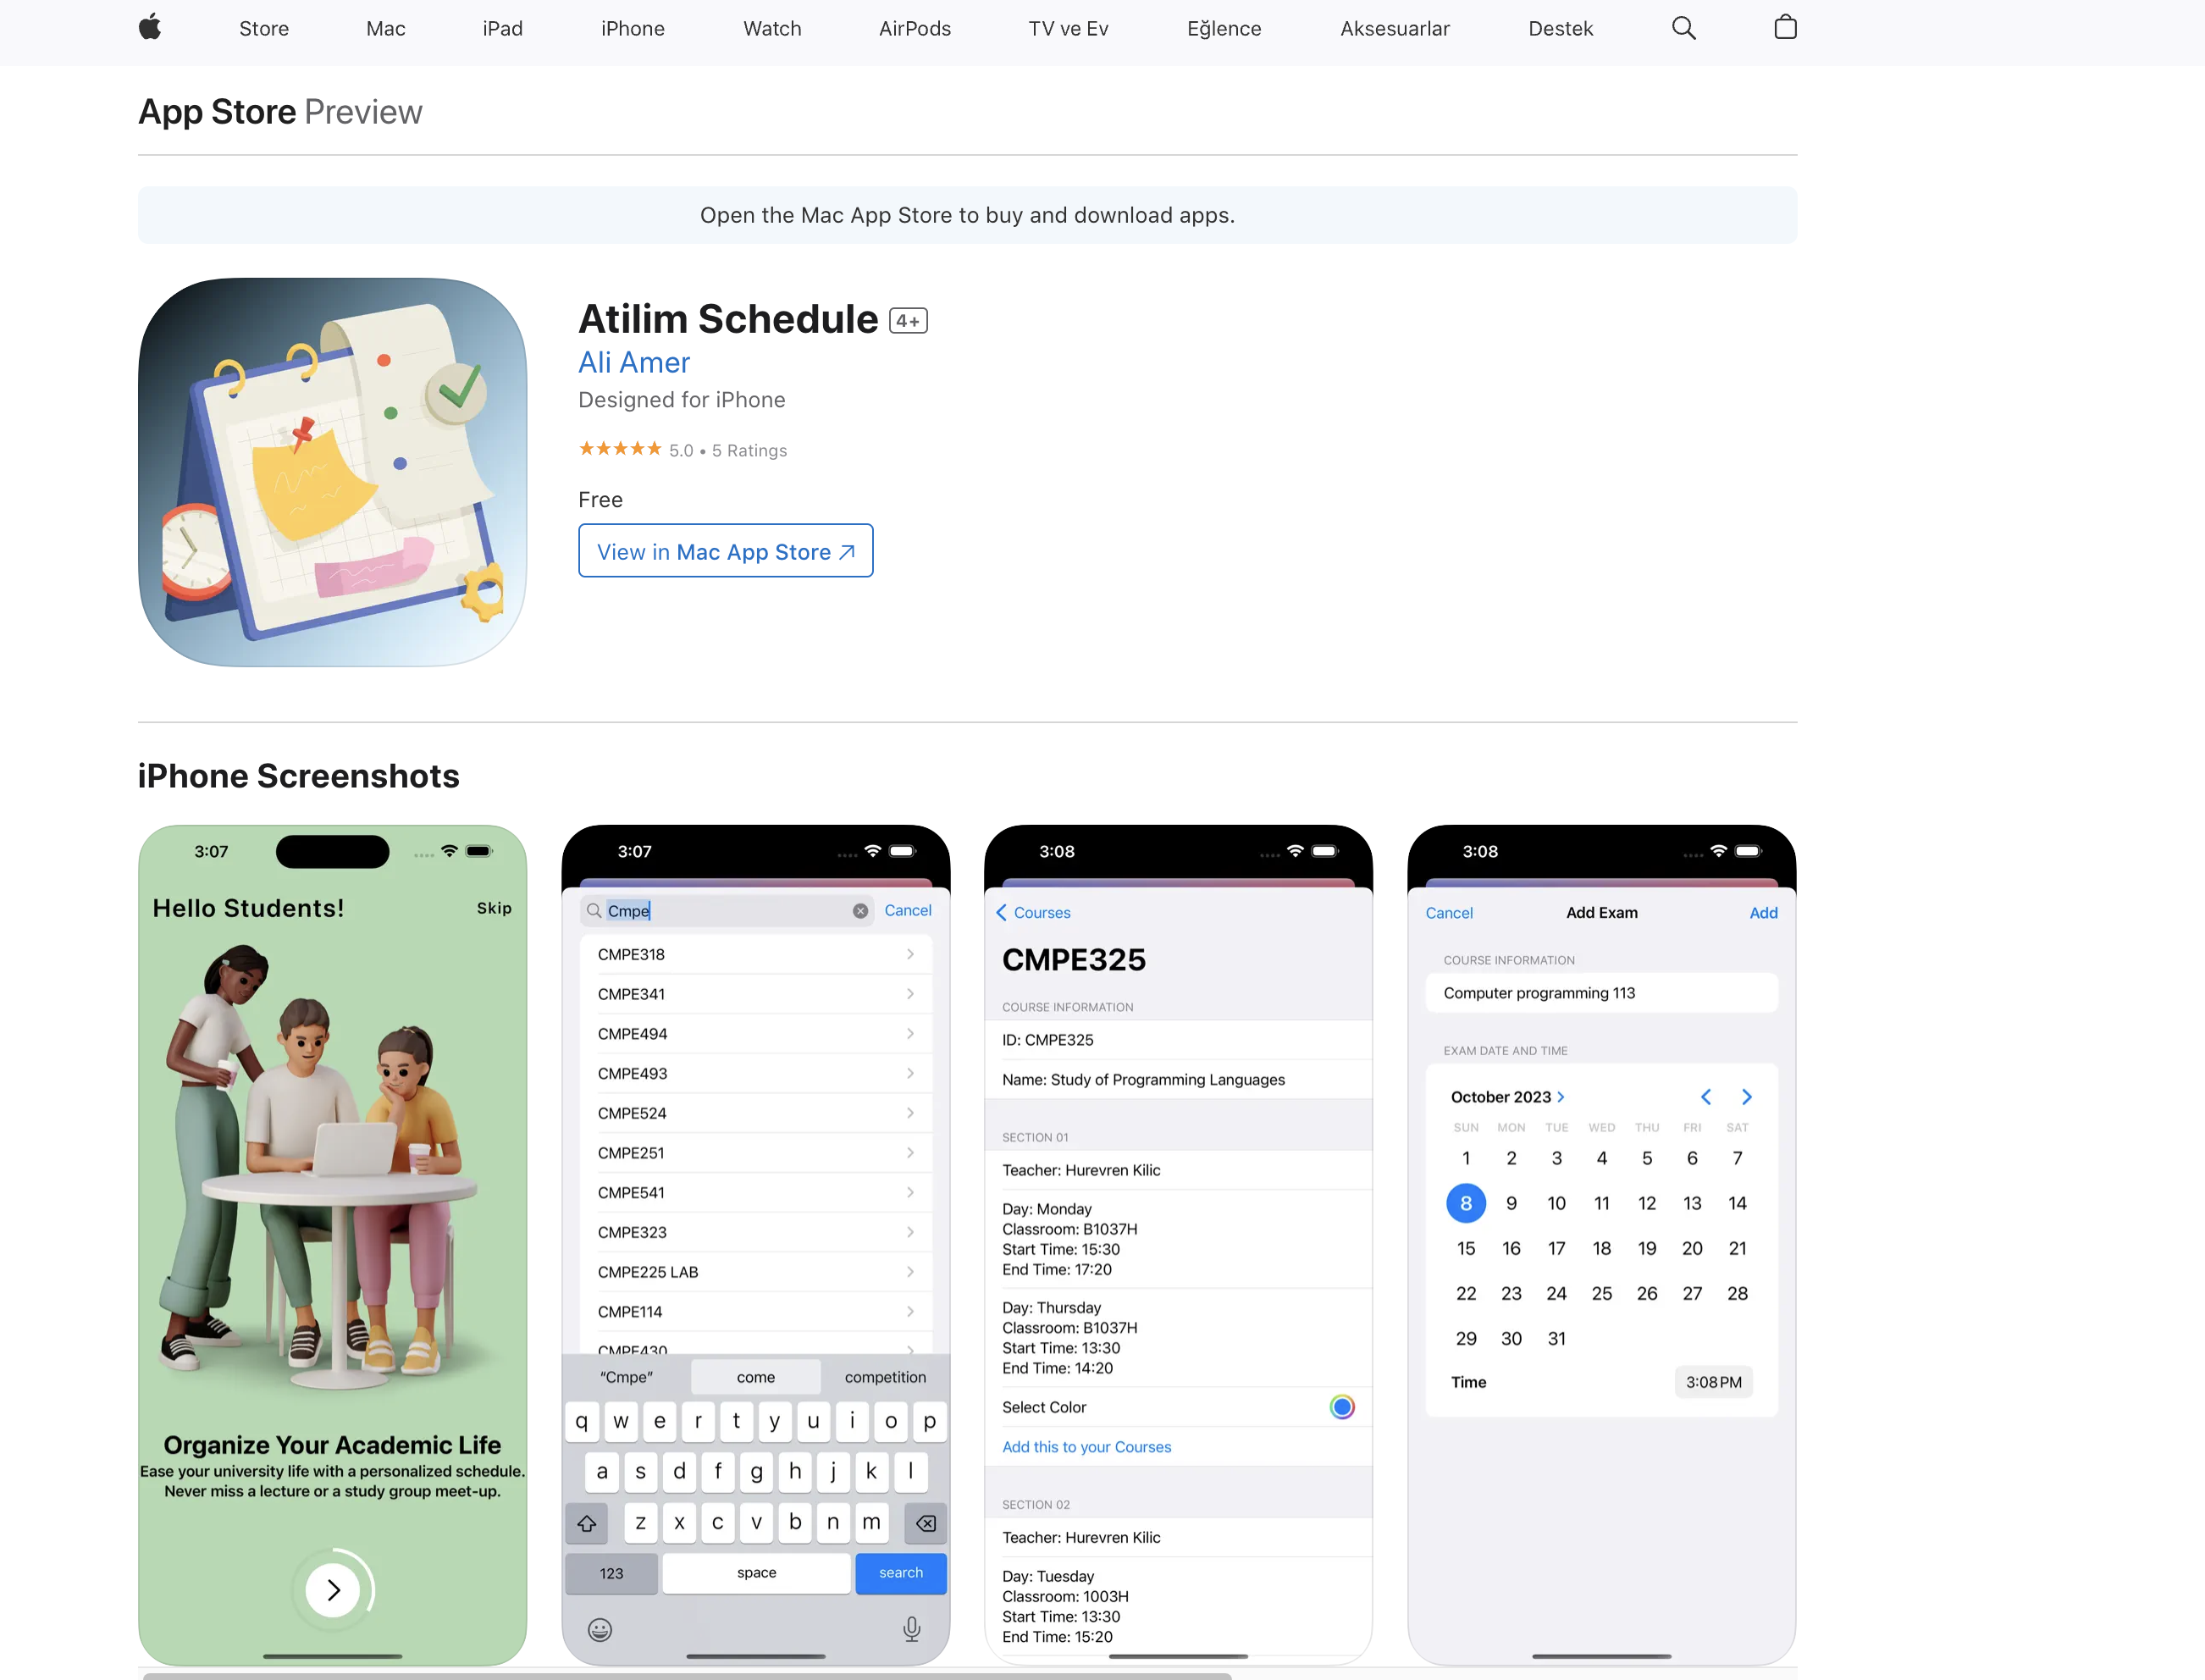 Store Mac iPad iPhone Watch AirPods TV ve Ev Eğlence Aksesuarlar Destek
App Store Preview
Open the Mac App Store to buy and download apps.
Atilim Schedule 4+
Ali Amer
Designed for iPhone
★★★★★ 5.0 • 5 Ratings
Free
View in Mac App Store ↗
iPhone Screenshots
3:07
Hello Students! Skip
Organize Your Academic Life
Ease your university life with a personalized schedule.
Never miss a lecture or a study group meet-up.
3:07
Cmpe Cancel
CMPE318
CMPE341
CMPE494
CMPE493
CMPE524
CMPE251
CMPE541
CMPE323
CMPE225 LAB
CMPE114
CMPE430
“Cmpe” come competition
q w e r t y u i o p
a s d f g h j k l
z x c v b n m
123 space search
3:08
Courses
CMPE325
COURSE INFORMATION
ID: CMPE325
Name: Study of Programming Languages
SECTION 01
Teacher: Hurevren Kilic
Day: Monday
Classroom: B1037H
Start Time: 15:30
End Time: 17:20
Day: Thursday
Classroom: B1037H
Start Time: 13:30
End Time: 14:20
Select Color
Add this to your Courses
SECTION 02
Teacher: Hurevren Kilic
Day: Tuesday
Classroom: 1003H
Start Time: 13:30
End Time: 15:20
3:08
Cancel Add Exam Add
COURSE INFORMATION
Computer programming 113
EXAM DATE AND TIME
October 2023
SUN MON TUE WED THU FRI SAT
1 2 3 4 5 6 7
8 9 10 11 12 13 14
15 16 17 18 19 20 21
22 23 24 25 26 27 28
29 30 31
Time 3:08 PM